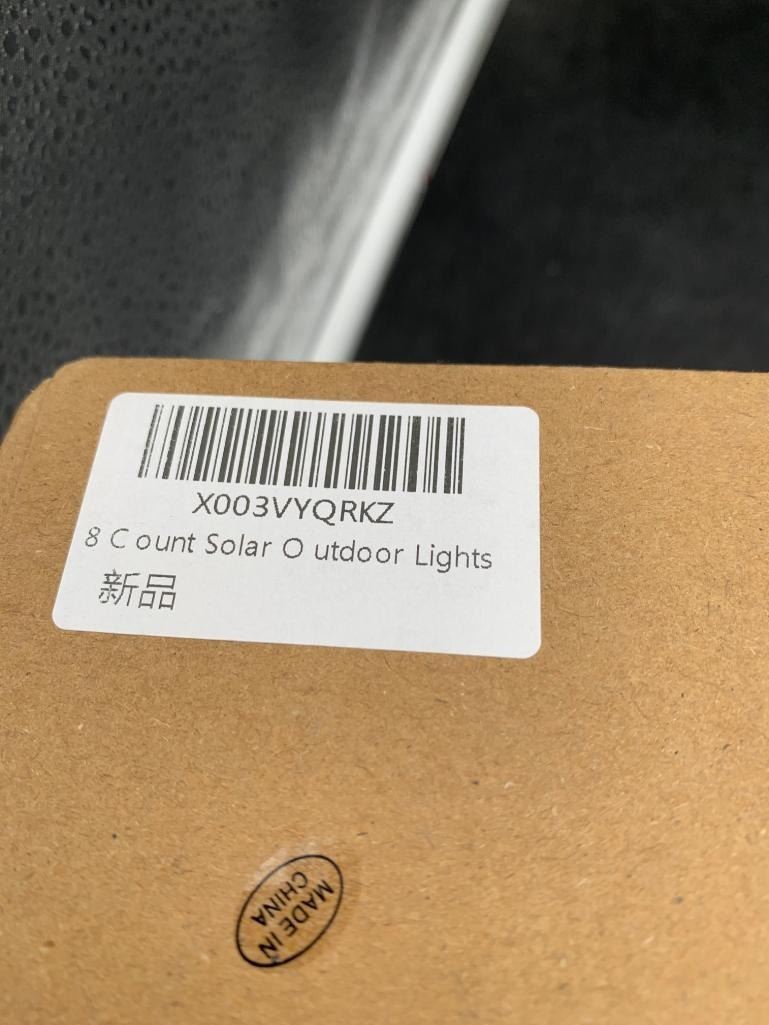 X003VYQRKZ
8 C ount Solar O utdoor Lights
新品
MADE IN
CHINA